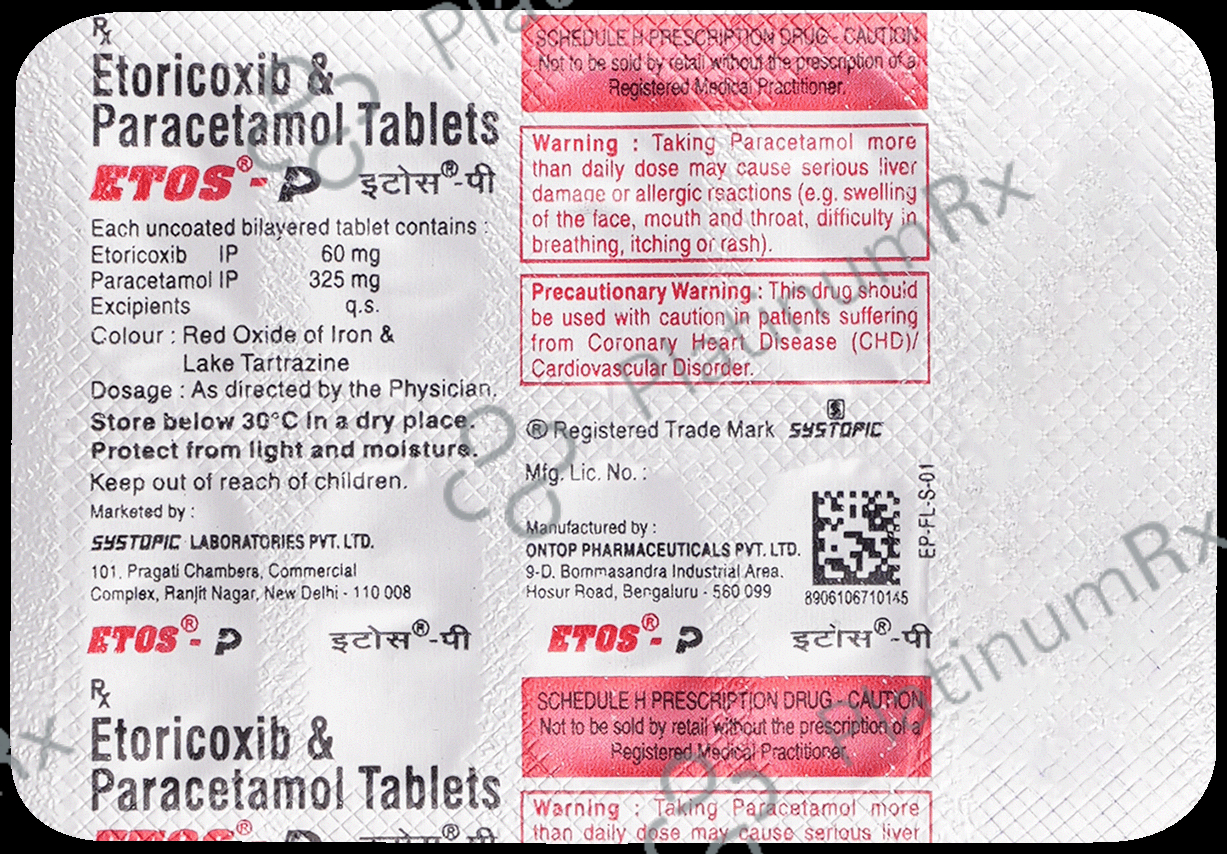 Rx
Etoricoxib &
Paracetamol Tablets
ETOS®-P इटोस®-पी
Each uncoated bilayered tablet contains :
Etoricoxib IP 60 mg
Paracetamol IP 325 mg
Excipients q.s.
Colour : Red Oxide of Iron &
Lake Tartrazine
Dosage : As directed by the Physician.
Store below 30°C in a dry place.
Protect from light and moisture.
Keep out of reach of children.
Marketed by :
SYSTOPIC LABORATORIES PVT. LTD.
101, Pragati Chambers, Commercial
Complex, Ranjit Nagar, New Delhi - 110 008
ETOS®-P इटोस®-पी
SCHEDULE H PRESCRIPTION DRUG - CAUTION
Not to be sold by retail without the prescription of a
Registered Medical Practitioner.
Warning : Taking Paracetamol more
than daily dose may cause serious liver
damage or allergic reactions (e.g. swelling
of the face, mouth and throat, difficulty in
breathing, itching or rash).
Precautionary Warning : This drug should
be used with caution in patients suffering
from Coronary Heart Disease (CHD)/
Cardiovascular Disorder.
® Registered Trade Mark SYSTOPIC
Mfg. Lic. No. :
Manufactured by :
ONTOP PHARMACEUTICALS PVT. LTD.
9-D, Bommasandra Industrial Area,
Hosur Road, Bengaluru - 560 099
8906106710145
EP-FL-S-01
ETOS®-P इटोस®-पी
Rx
Etoricoxib &
Paracetamol Tablets
ETOS®-P इटोस®-पी
SCHEDULE H PRESCRIPTION DRUG - CAUTION
Not to be sold by retail without the prescription of a
Registered Medical Practitioner.
Warning : Taking Paracetamol more
than daily dose may cause serious liver
PlatinumRx
PlatinumRx